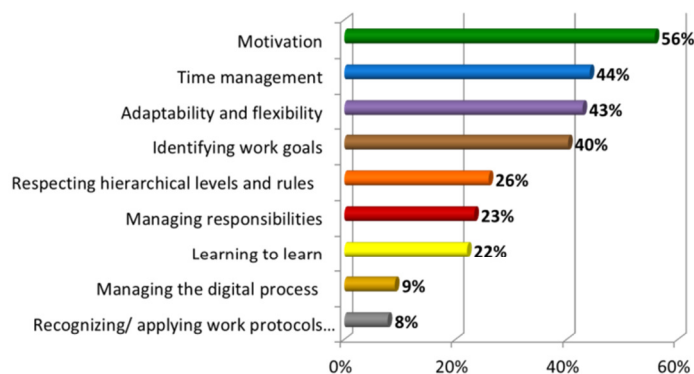 Motivation 56%
Time management 44%
Adaptability and flexibility 43%
Identifying work goals 40%
Respecting hierarchical levels and rules 26%
Managing responsibilities 23%
Learning to learn 22%
Managing the digital process 9%
Recognizing/ applying work protocols... 8%
0% 20% 40% 60%